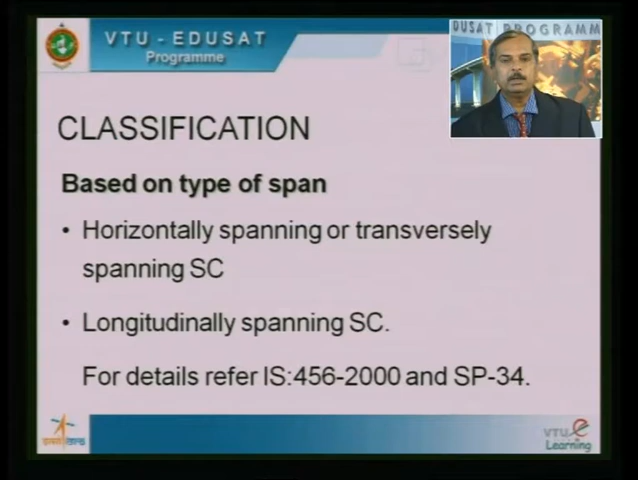 VTU - EDUSAT
Programme
DUSAT PROGRAMM
CLASSIFICATION
Based on type of span
• Horizontally spanning or transversely
spanning SC
• Longitudinally spanning SC.
For details refer IS:456-2000 and SP-34.
VTU e
Learning